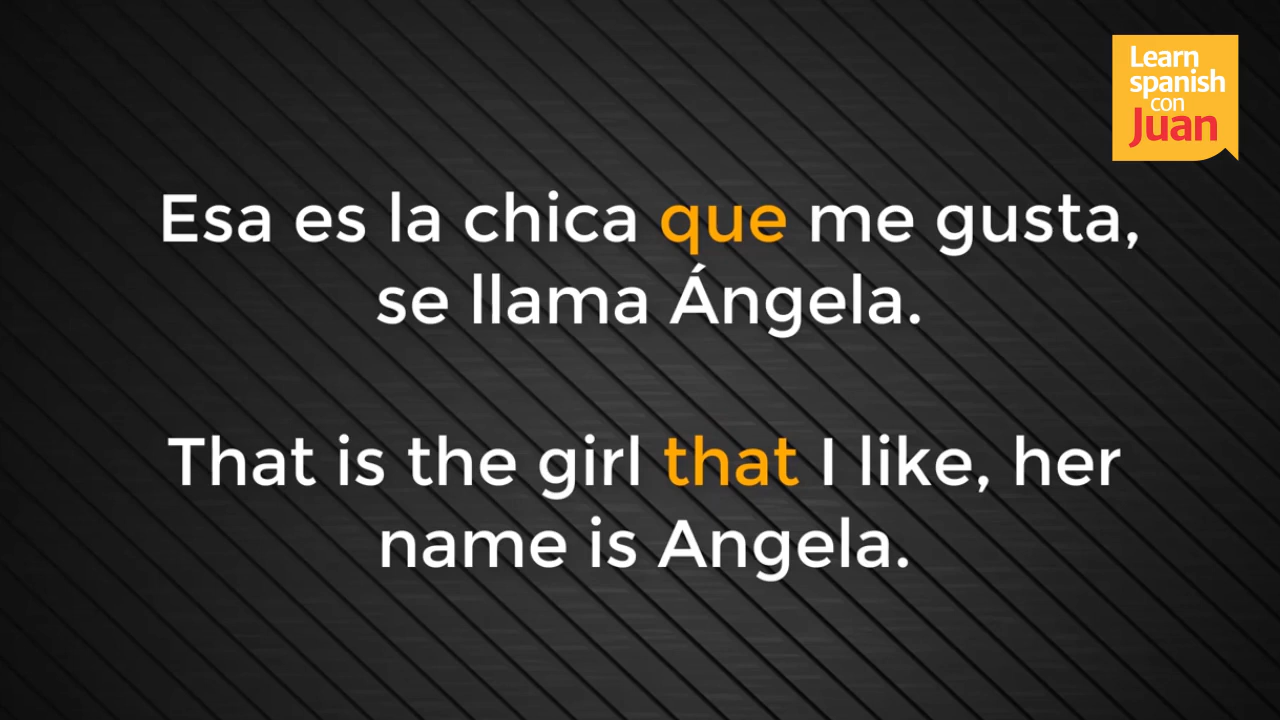 Learn
spanish
con
Juan
Esa es la chica que me gusta,
se llama Ángela.
That is the girl that I like, her
name is Angela.